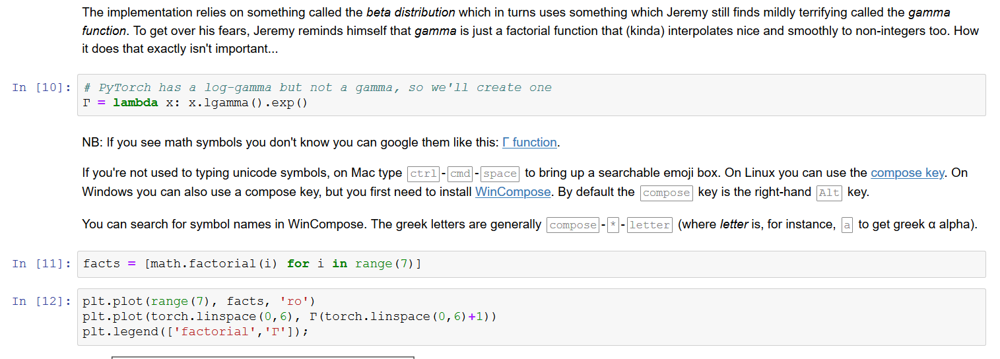 The implementation relies on something called the beta distribution which in turns uses something which Jeremy still finds mildly terrifying called the gamma
function. To get over his fears, Jeremy reminds himself that gamma is just a factorial function that (kinda) interpolates nice and smoothly to non-integers too. How
it does that exactly isn't important...
In [10]: # PyTorch has a log-gamma but not a gamma, so we'll create one
Γ = lambda x: x.lgamma().exp()
NB: If you see math symbols you don't know you can google them like this: Γ function.
If you're not used to typing unicode symbols, on Mac type ctrl-cmd-space to bring up a searchable emoji box. On Linux you can use the compose key. On
Windows you can also use a compose key, but you first need to install WinCompose. By default the compose key is the right-hand Alt key.
You can search for symbol names in WinCompose. The greek letters are generally compose-*-letter (where letter is, for instance, a to get greek α alpha).
In [11]: facts = [math.factorial(i) for i in range(7)]
In [12]: plt.plot(range(7), facts, 'ro')
plt.plot(torch.linspace(0,6), Γ(torch.linspace(0,6)+1))
plt.legend(['factorial','Γ']);